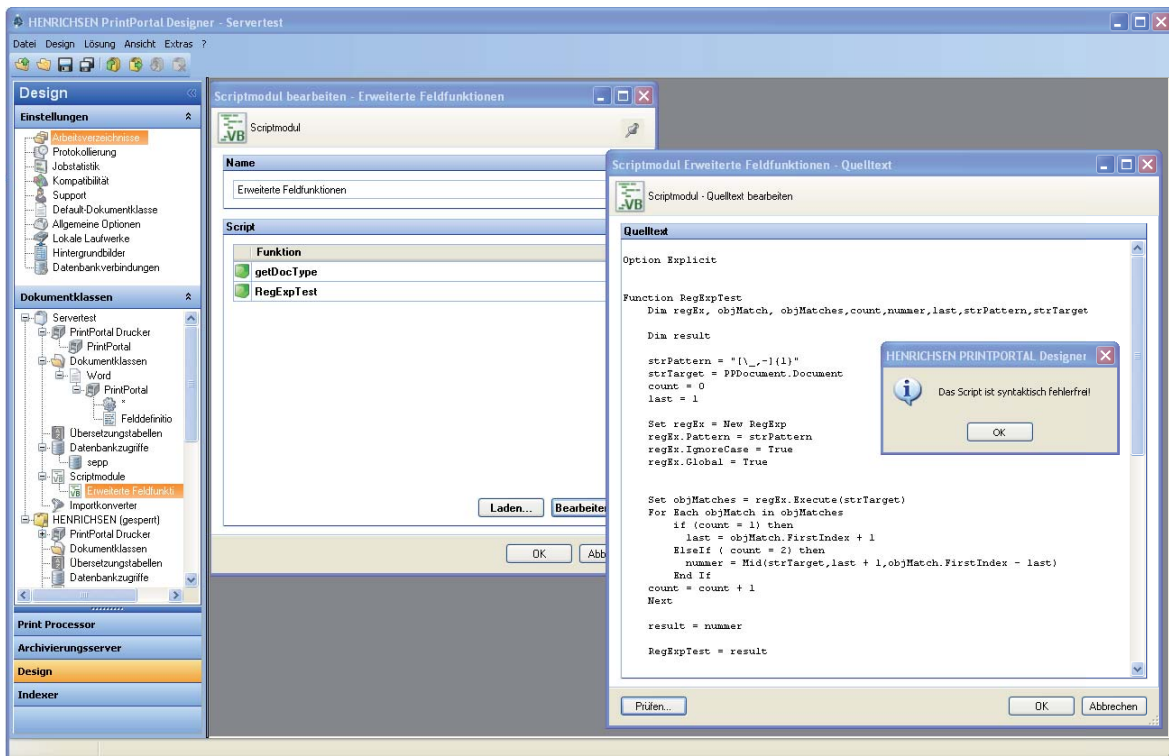 HENRICHSEN PrintPortal Designer - Servertest
Datei Design Lösung Ansicht Extras ?
Design
Einstellungen
Arbeitsverzeichnisse
Protokollierung
Jobstatistik
Kompatibilität
Support
Default-Dokumentklasse
Allgemeine Optionen
Lokale Laufwerke
Hintergrundbilder
Datenbankverbindungen
Dokumentklassen
Servertest
PrintPortal Drucker
PrintPortal
Dokumentklassen
Word
PrintPortal
*
Felddefinitio
Übersetzungstabellen
Datenbankzugriffe
sepp
Scriptmodule
Erweiterte Feldfunkti
Importkonverter
HENRICHSEN (gesperrt)
PrintPortal Drucker
Dokumentklassen
Übersetzungstabellen
Datenbankzugriffe
Print Processor
Archivierungsserver
Design
Indexer
Scriptmodul bearbeiten - Erweiterte Feldfunktionen
.VB
Scriptmodul
Name
Erweiterte Feldfunktionen
Script
Funktion
getDocType
RegExpTest
Laden...
Bearbeiten
OK
Abb
Scriptmodul Erweiterte Feldfunktionen - Quelltext
.VB
Scriptmodul - Quelltext bearbeiten
Quelltext
Option Explicit
Function RegExpTest
Dim regEx, objMatch, objMatches,count,nummer,last,strPattern,strTarget
Dim result
strPattern = "[\_,-]{1}"
strTarget = PPDocument.Document
count = 0
last = 1
Set regEx = New RegExp
regEx.Pattern = strPattern
regEx.IgnoreCase = True
regEx.Global = True
Set objMatches = regEx.Execute(strTarget)
For Each objMatch in objMatches
if (count = 1) then
last = objMatch.FirstIndex + 1
ElseIf ( count = 2) then
nummer = Mid(strTarget,last + 1,objMatch.FirstIndex - last)
End If
count = count + 1
Next
result = nummer
RegExpTest = result
Prüfen...
OK
Abbrechen
HENRICHSEN PRINTPORTAL Designer
Das Script ist syntaktisch fehlerfrei!
OK